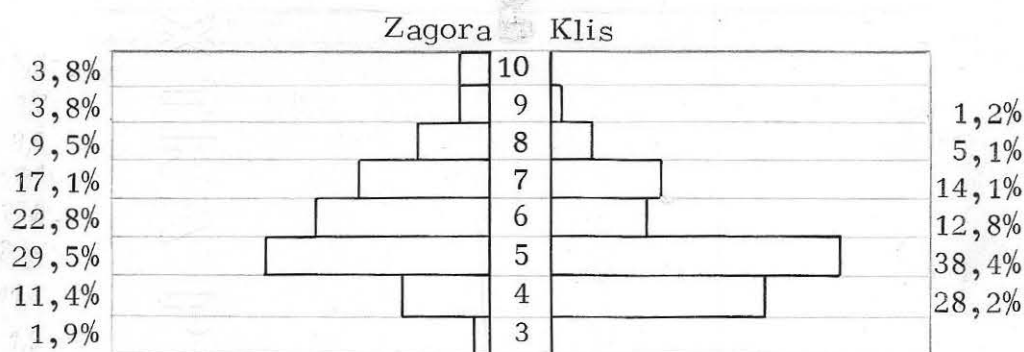 Zagora Klis
3,8% 10
3,8% 9 1,2%
9,5% 8 5,1%
17,1% 7 14,1%
22,8% 6 12,8%
29,5% 5 38,4%
11,4% 4 28,2%
1,9% 3